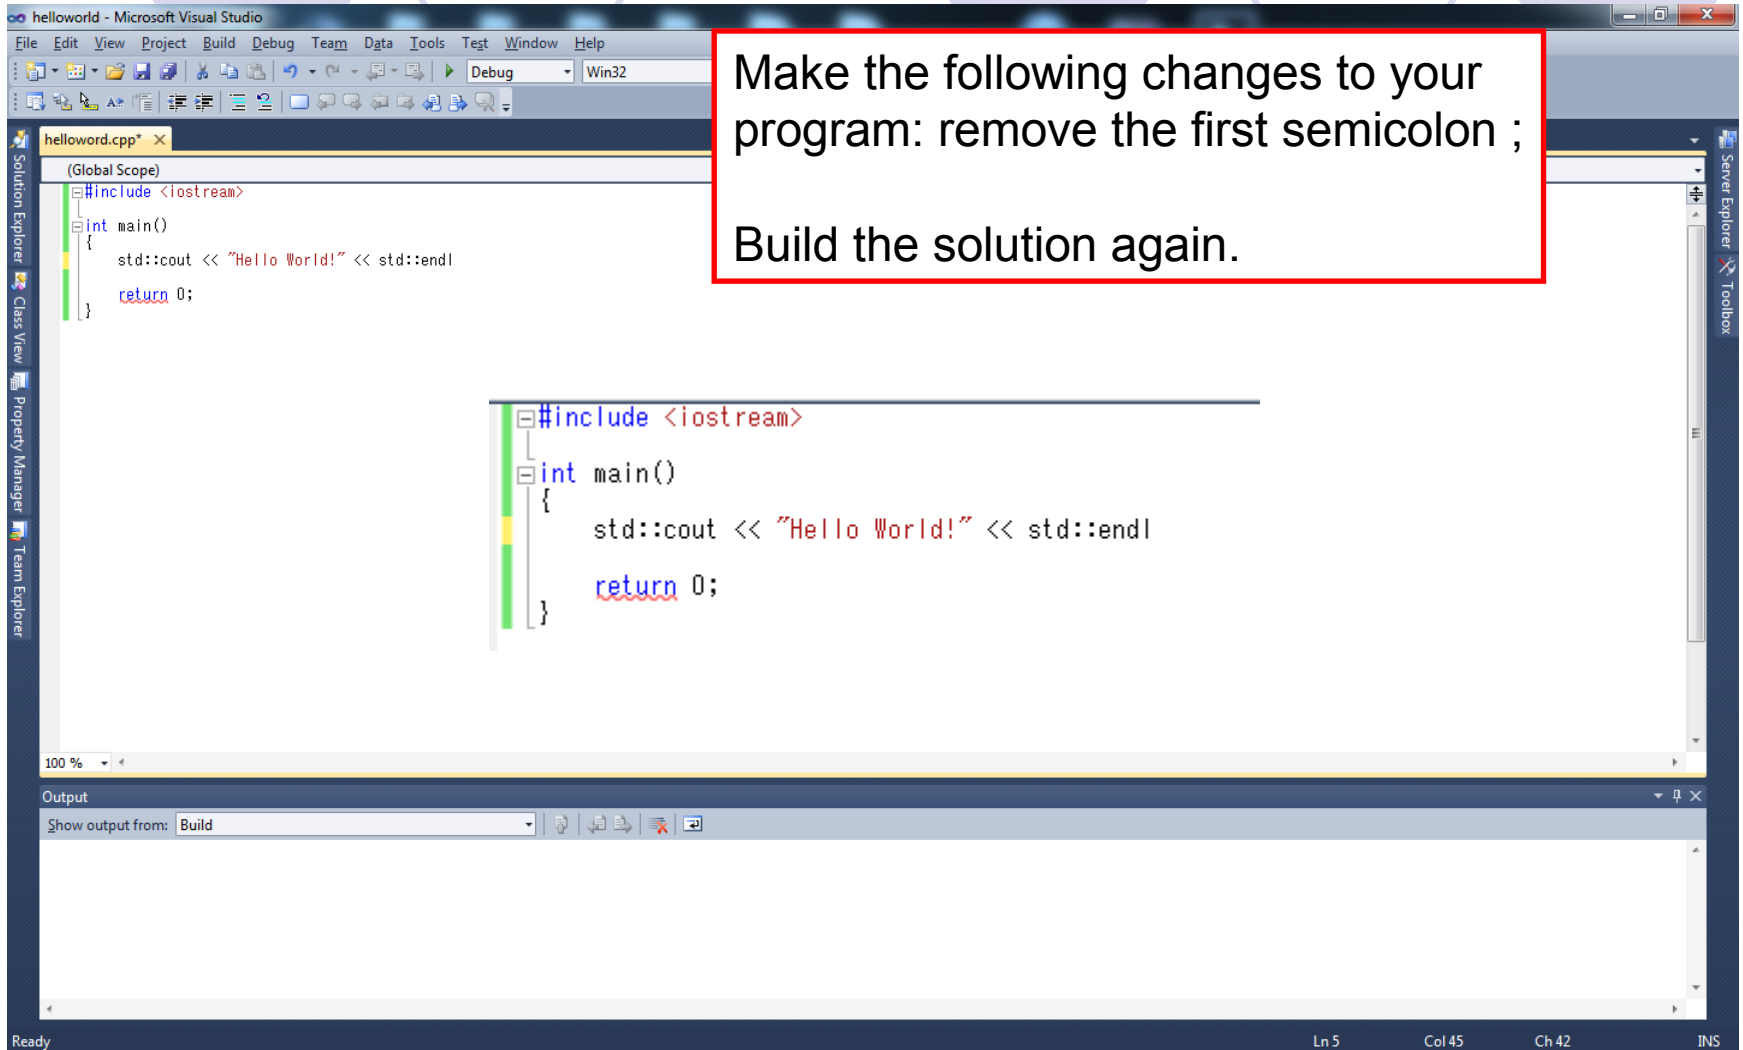 helloworld - Microsoft Visual Studio
File Edit View Project Build Debug Team Data Tools Test Window Help
Debug Win32
Make the following changes to your
program: remove the first semicolon ;
Build the solution again.
helloword.cpp*
(Global Scope)
#include <iostream>
int main()
{
std::cout << "Hello World!" << std::endl
return 0;
}
#include <iostream>
int main()
{
std::cout << "Hello World!" << std::endl
return 0;
}
Solution Explorer
Class View
Property Manager
Team Explorer
Server Explorer
Toolbox
100 %
Output
Show output from: Build
Ready Ln 5 Col 45 Ch 42 INS